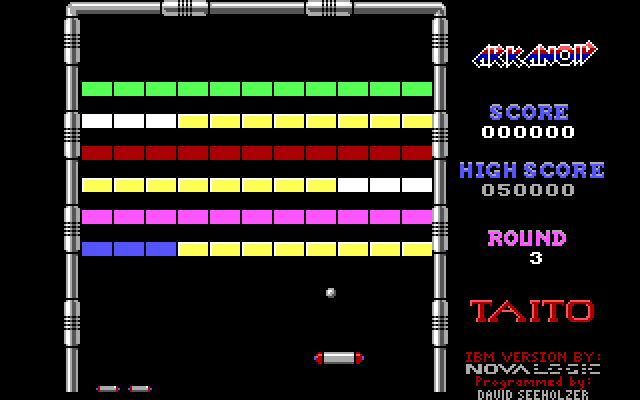 ARKANOID
SCORE
000000
HIGH SCORE
050000
ROUND
3
TAITO
IBM VERSION BY:
NOVALOGIC
Programmed by:
DAVID SEEHOLZER